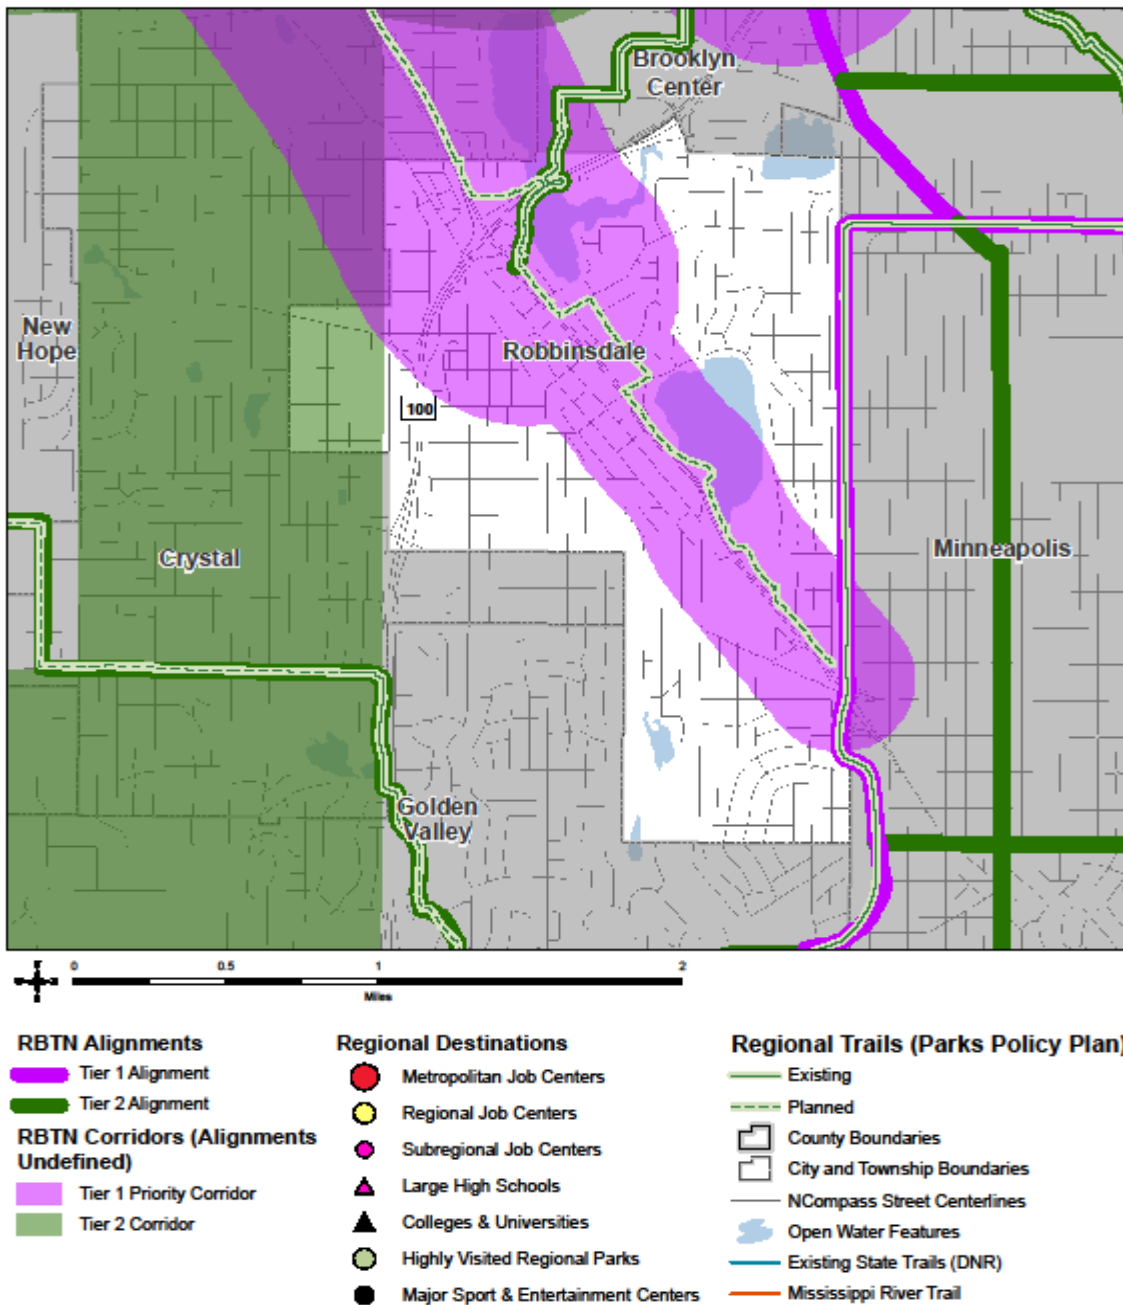 Brooklyn
Center
New
Hope
Robbinsdale
100
Crystal
Minneapolis
Golden
Valley
0
0.5
1
2
Miles
RBTN Alignments
Tier 1 Alignment
Tier 2 Alignment
RBTN Corridors (Alignments
Undefined)
Tier 1 Priority Corridor
Tier 2 Corridor
Regional Destinations
Metropolitan Job Centers
Regional Job Centers
Subregional Job Centers
Large High Schools
Colleges & Universities
Highly Visited Regional Parks
Major Sport & Entertainment Centers
Regional Trails (Parks Policy Plan)
Existing
Planned
County Boundaries
City and Township Boundaries
NCompass Street Centerlines
Open Water Features
Existing State Trails (DNR)
Mississippi River Trail